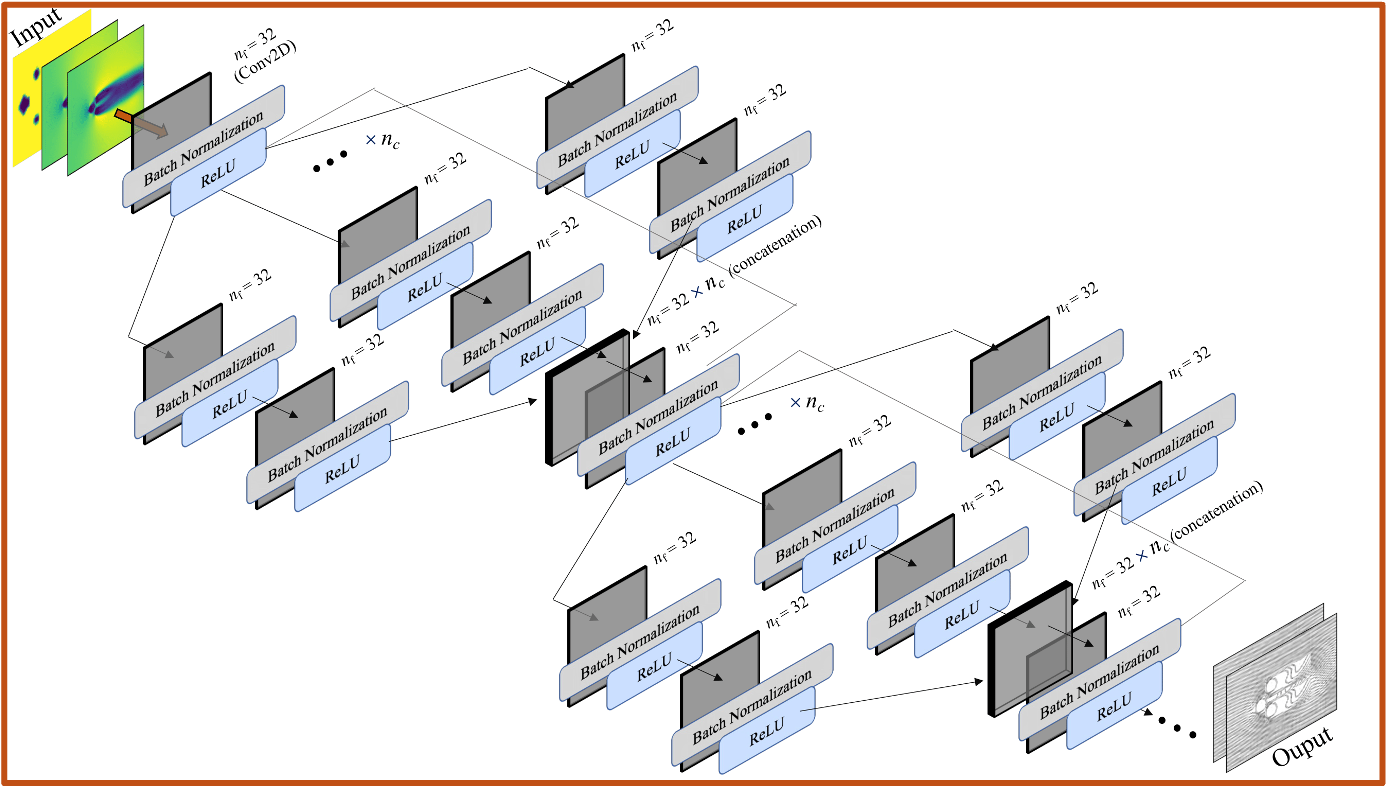 Input
n_f = 32
(Conv2D)
Batch Normalization
ReLU
× n_c
n_f = 32
Batch Normalization
ReLU
n_f = 32
Batch Normalization
ReLU
n_f = 32
Batch Normalization
ReLU
n_f = 32
Batch Normalization
ReLU
n_f = 32
Batch Normalization
ReLU
n_f = 32
Batch Normalization
ReLU
n_f = 32 × n_c (concatenation)
n_f = 32
Batch Normalization
ReLU
× n_c
n_f = 32
Batch Normalization
ReLU
n_f = 32
Batch Normalization
ReLU
n_f = 32
Batch Normalization
ReLU
n_f = 32
Batch Normalization
ReLU
n_f = 32
Batch Normalization
ReLU
n_f = 32
Batch Normalization
ReLU
n_f = 32 × n_c (concatenation)
n_f = 32
Batch Normalization
ReLU
Ouput